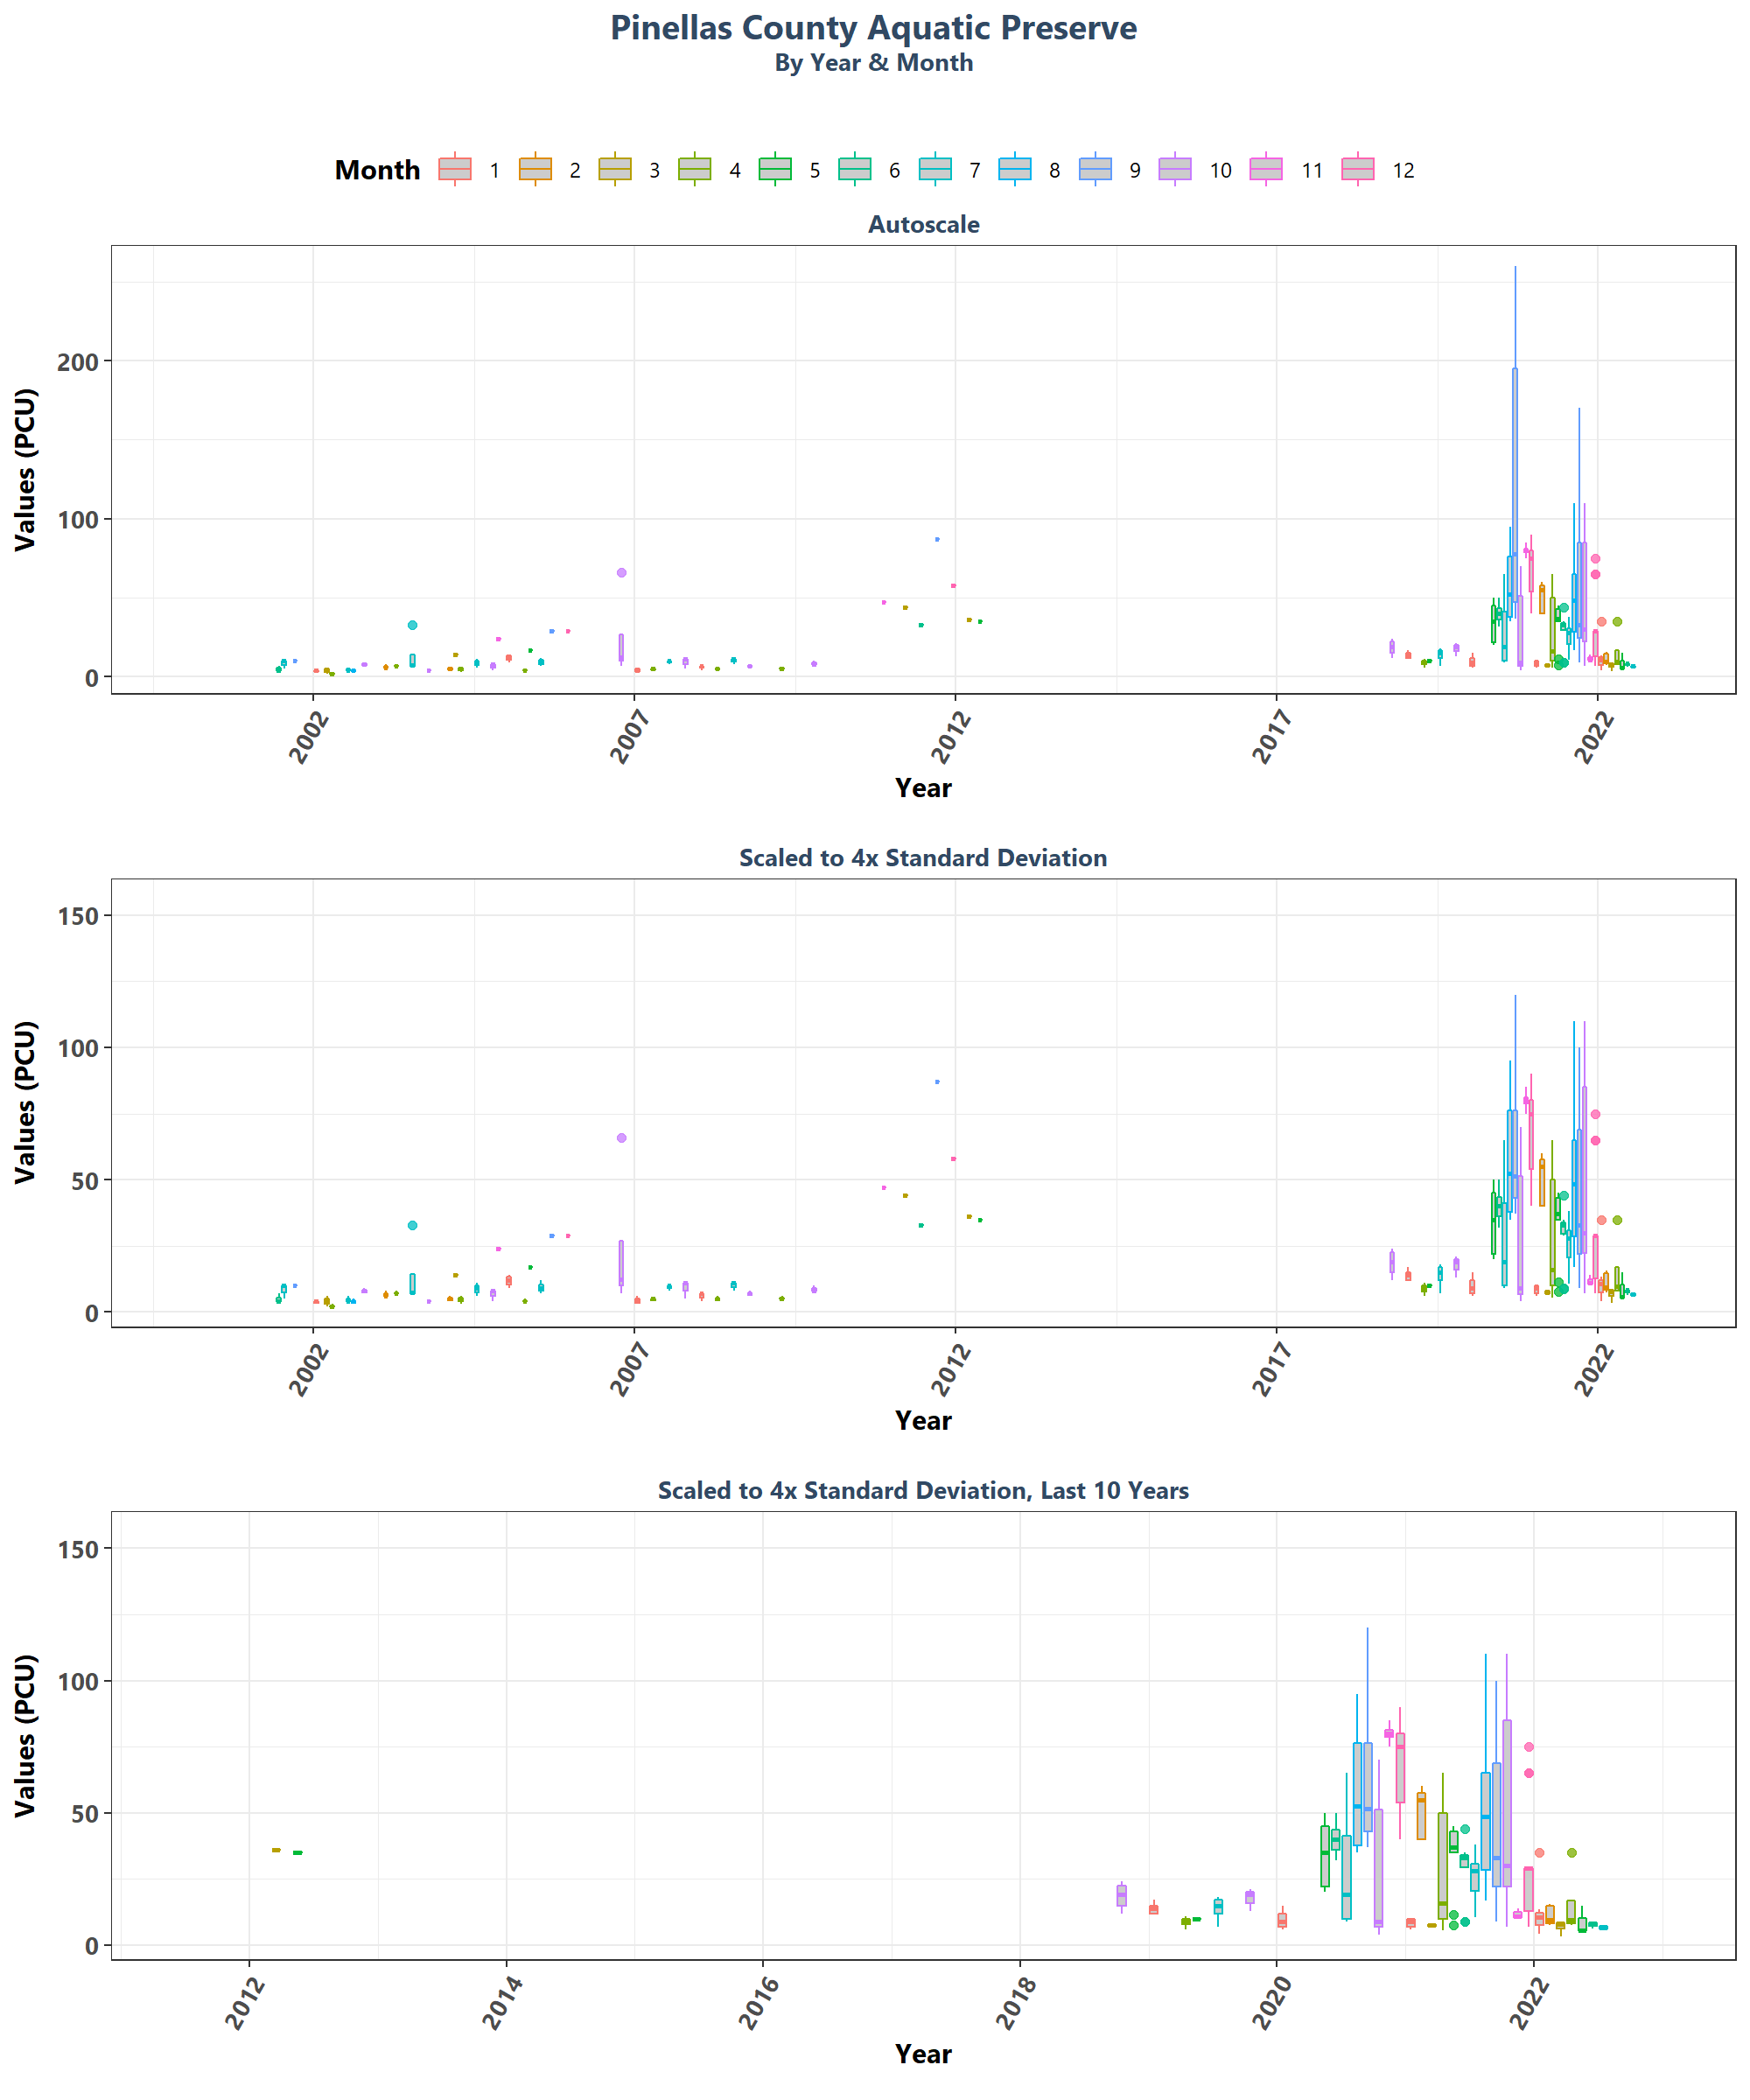 Pinellas County Aquatic Preserve
By Year & Month
Month 1 2 3 4 5 6 7 8 9 10 11 12
Autoscale
Values (PCU)
200
100
0
2002 2007 2012 2017 2022
Year
Scaled to 4x Standard Deviation
Values (PCU)
150
100
50
0
2002 2007 2012 2017 2022
Year
Scaled to 4x Standard Deviation, Last 10 Years
Values (PCU)
150
100
50
0
2012 2014 2016 2018 2020 2022
Year